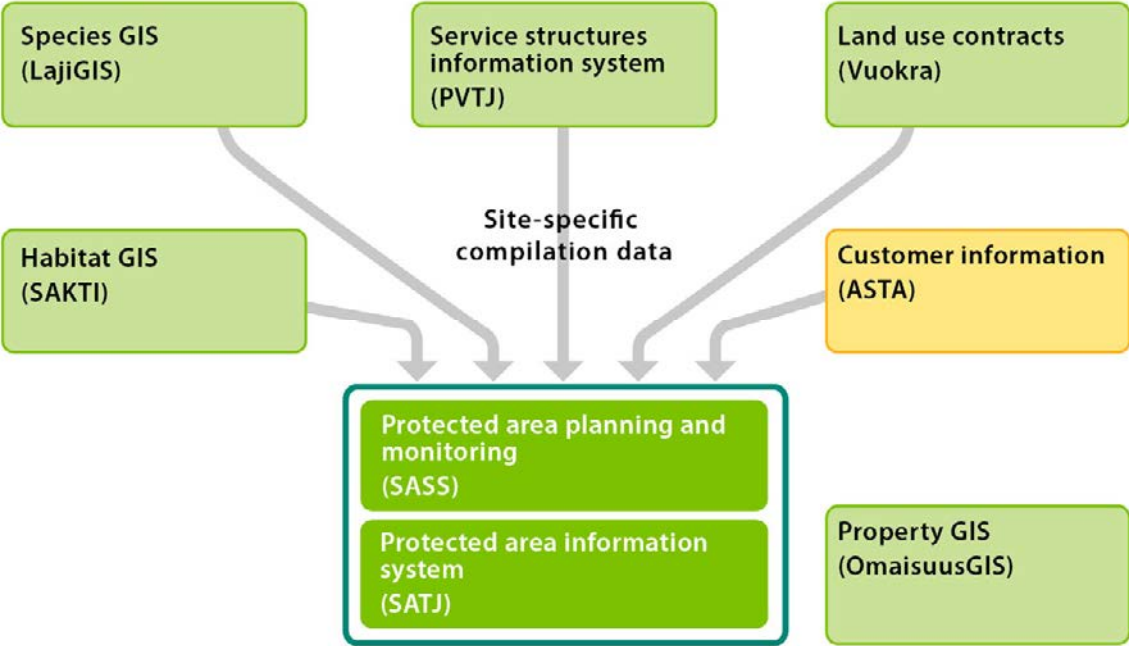 Species GIS
(LajiGIS)
Service structures
information system
(PVTJ)
Land use contracts
(Vuokra)
Site-specific
compilation data
Habitat GIS
(SAKTI)
Customer information
(ASTA)
Protected area planning and
monitoring
(SASS)
Protected area information
system
(SATJ)
Property GIS
(OmaisuusGIS)